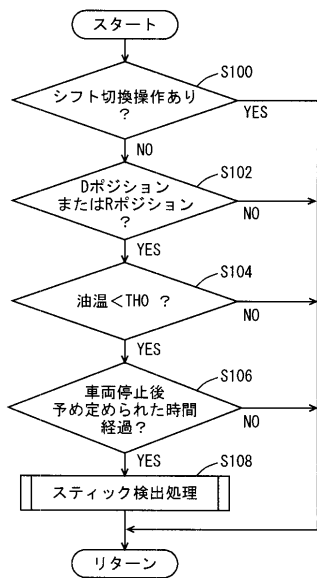 スタート
S100
シフト切換操作あり
?
YES
NO
S102
Dポジション
またはRポジション
?
NO
YES
S104
油温<TH0 ?
NO
YES
S106
車両停止後
予め定められた時間
経過?
NO
YES
S108
スティック検出処理
リターン